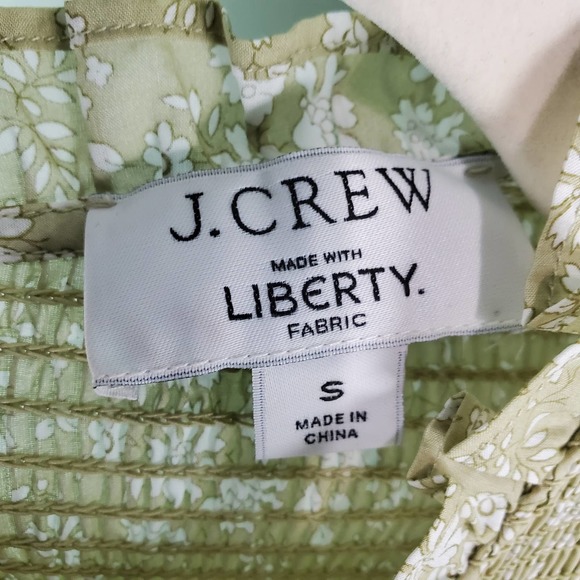 J.CREW
MADE WITH
LIBERTY.
FABRIC
S
MADE IN
CHINA